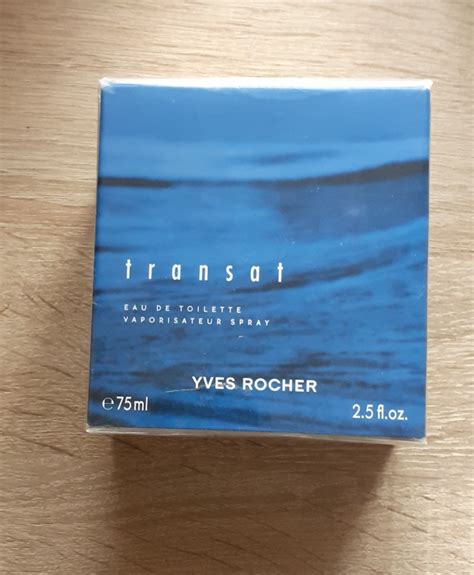 transat
EAU DE TOILETTE
VAPORISATEUR SPRAY
YVES ROCHER
℮75ml 2.5 fl.oz.